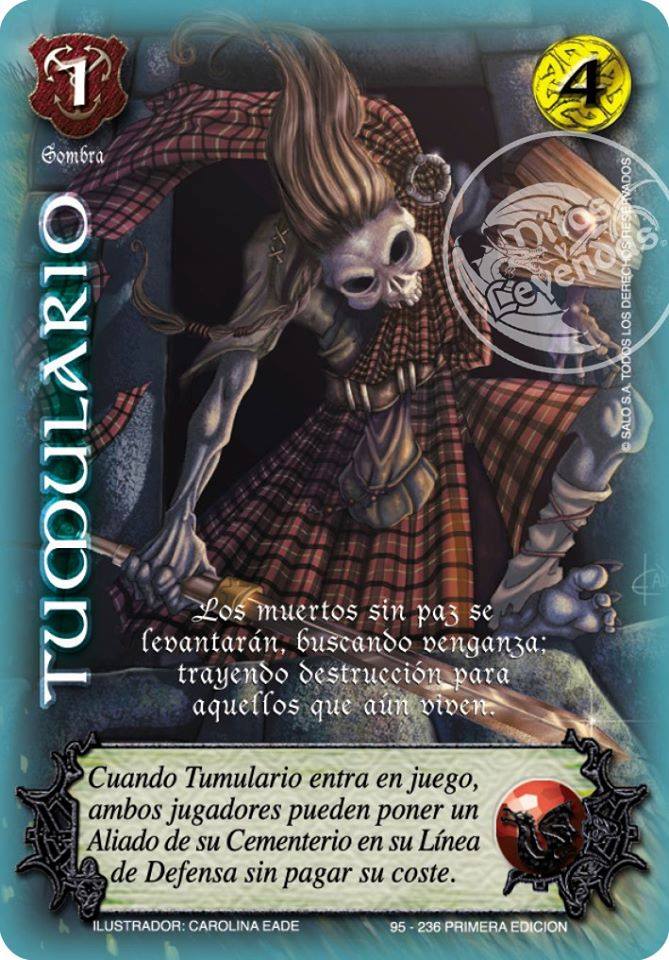 1
4
Sombra
TUMULARIO
Mitos
y
Leyendas
© SALO S.A. TODOS LOS DERECHOS RESERVADOS
Los muertos sin paz se
levantarán, buscando venganza;
trayendo destrucción para
aquellos que aún viven.
Cuando Tumulario entra en juego,
ambos jugadores pueden poner un
Aliado de su Cementerio en su Línea
de Defensa sin pagar su coste.
ILUSTRADOR: CAROLINA EADE
95 - 236 PRIMERA EDICION